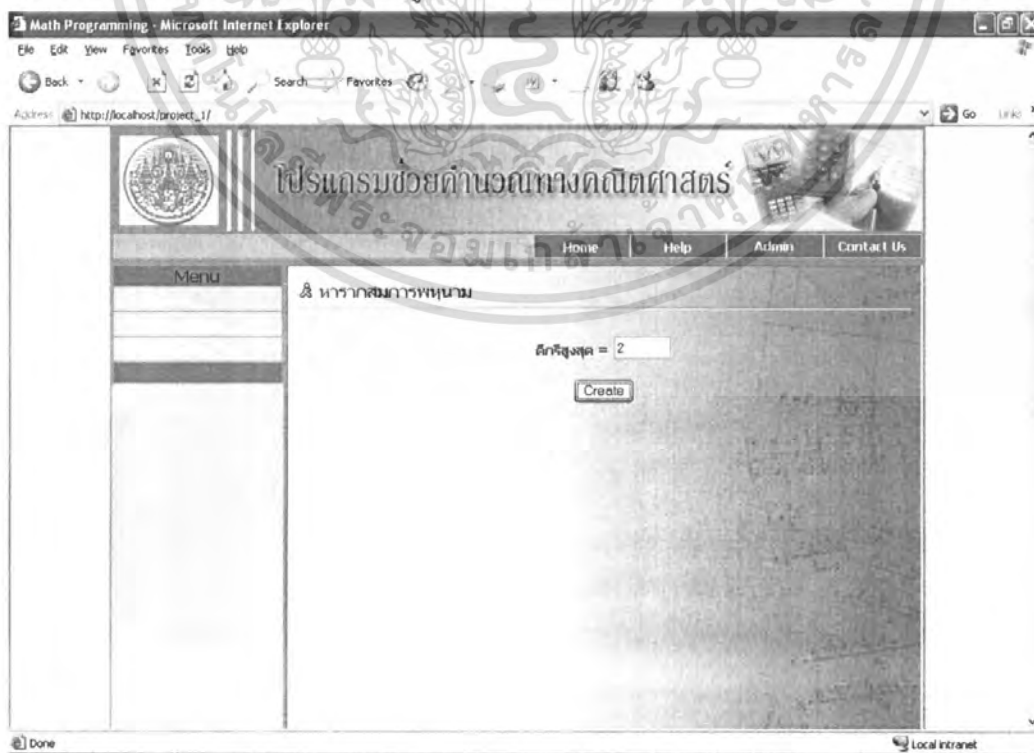 Math Programming - Microsoft Internet Explorer
File Edit View Favorites Tools Help
Back Search Favorites
Address http://localhost/project_1/ Go Links
โปรแกรมช่วยคำนวณทางคณิตศาสตร์
Home Help Admin Contact Us
Menu
หารากสมการพหุนาม
ดีกรีสูงสุด = 2
Create
Done Local intranet